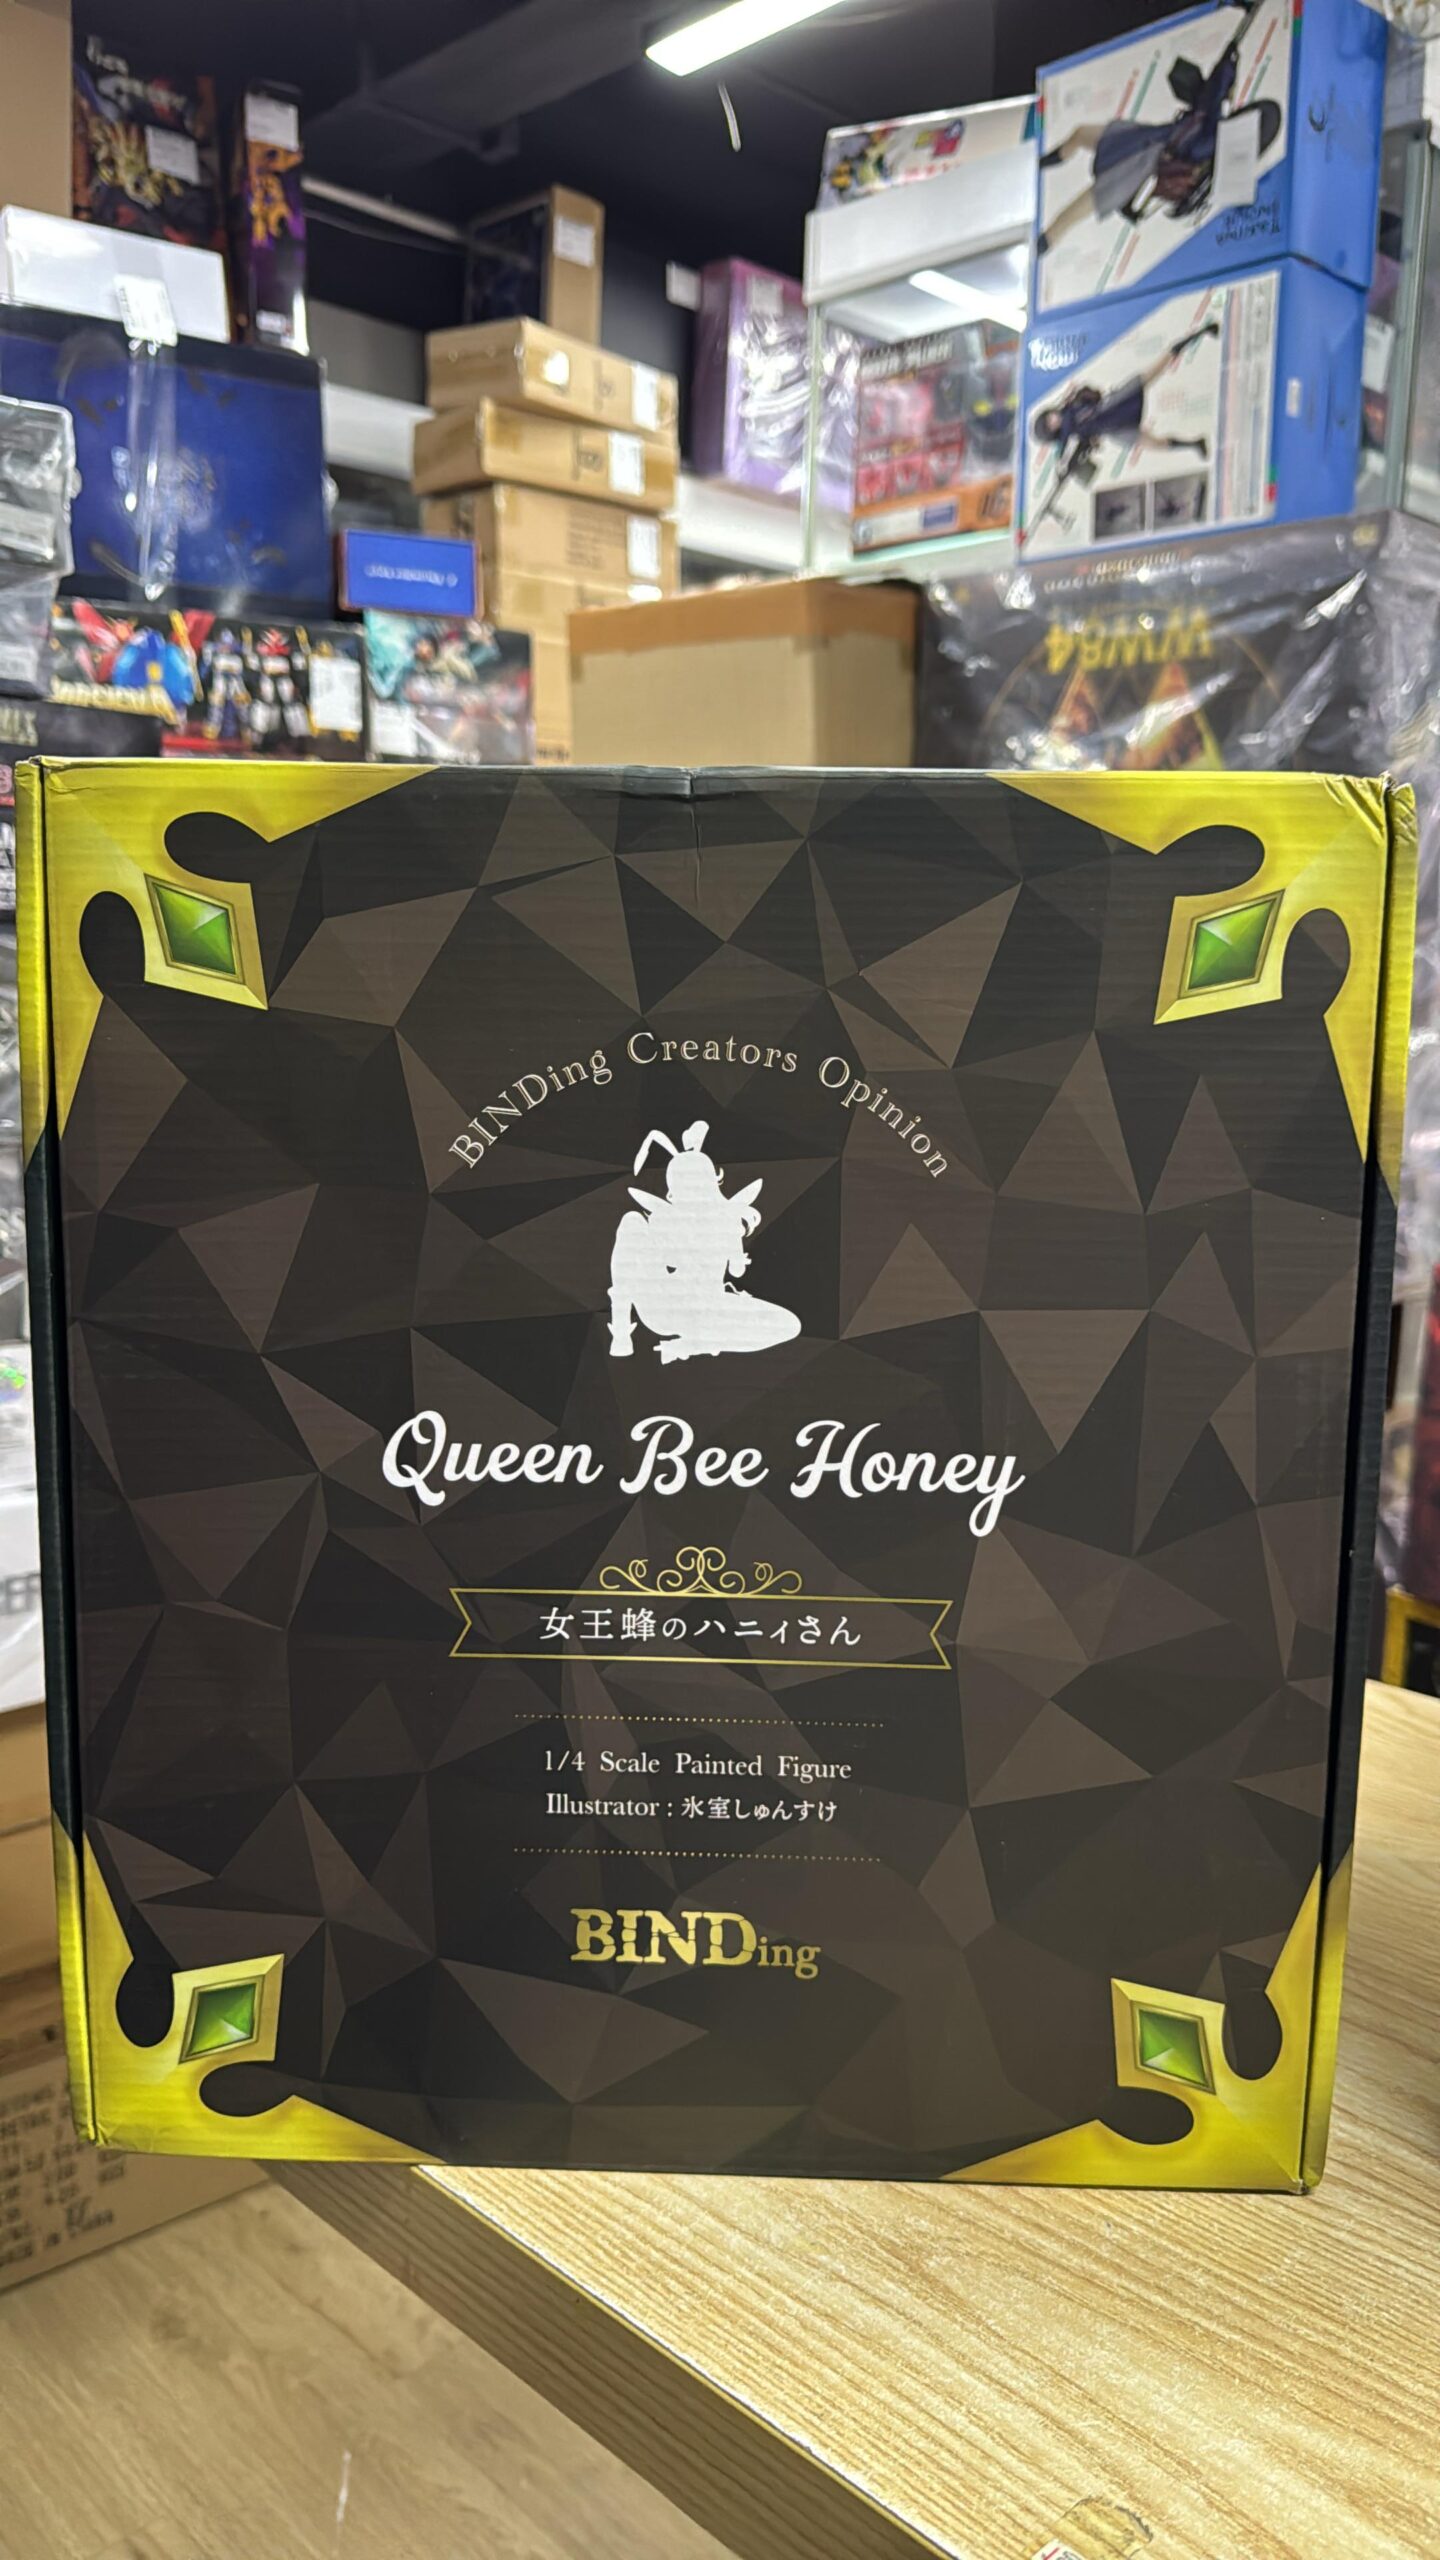 WW84
BINDing Creators Opinion
Queen Bee Honey
女王蜂のハニィさん
1/4 Scale Painted Figure
Illustrator : 氷室しゅんすけ
BINDing